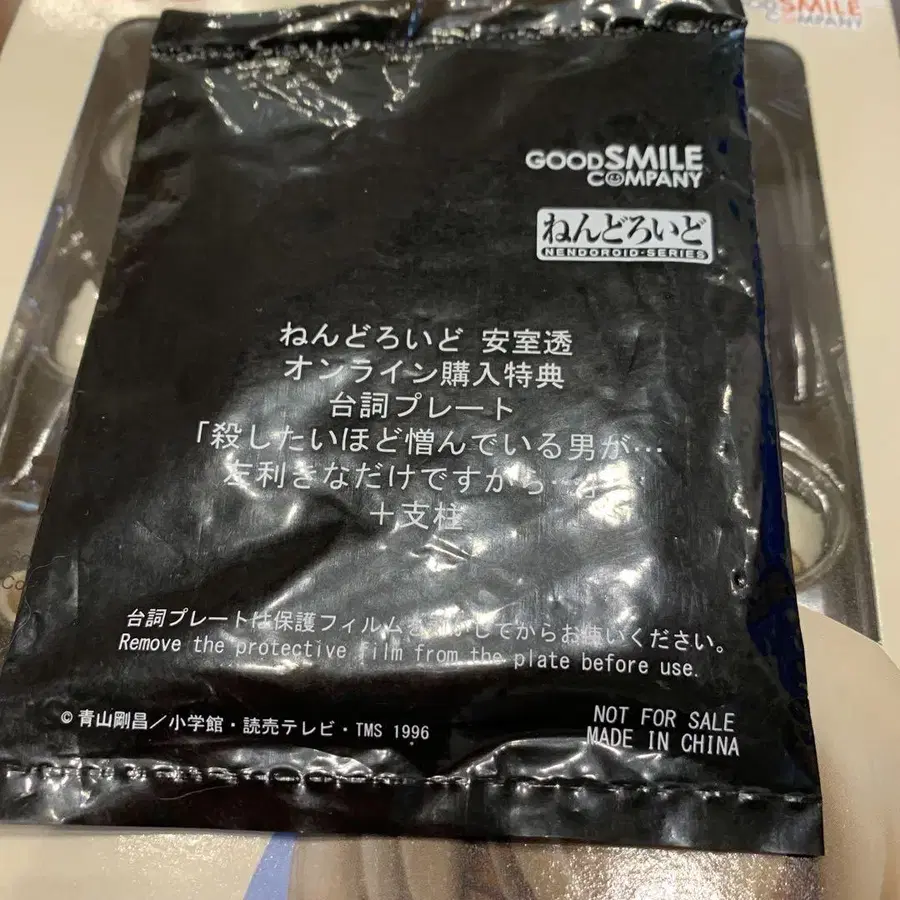 GOOD SMILE
COMPANY
GOOD SMILE
COMPANY
ねんどろいど
NENDOROID-SERIES
ねんどろいど 安室透
オンライン購入特典
台詞プレート
「殺したいほど憎んでいる男が…
左利きなだけですから…
+支柱
台詞プレートは保護フィルムを してからお使いください。
Remove the protective film from the plate before use.
©青山剛昌/小学館・読売テレビ・TMS 1996
NOT FOR SALE
MADE IN CHINA